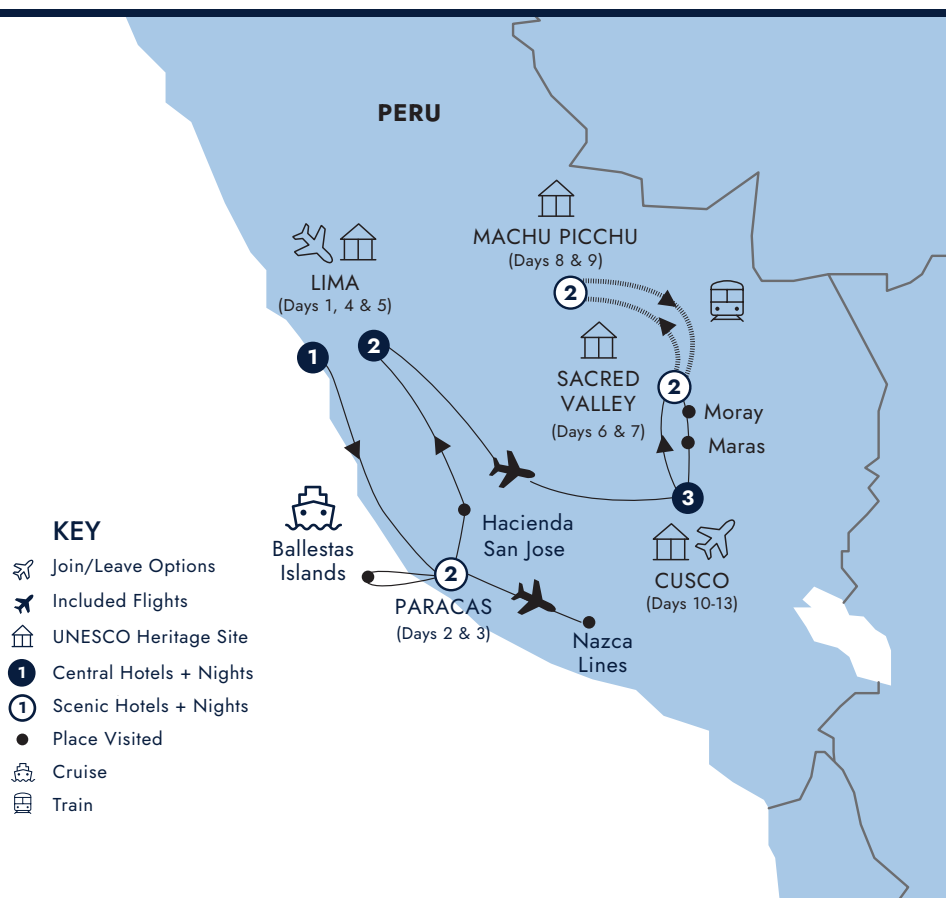 PERU
MACHU PICCHU
(Days 8 & 9)
2
LIMA
(Days 1, 4 & 5)
1
2
SACRED
VALLEY
(Days 6 & 7)
2
Moray
Maras
3
CUSCO
(Days 10-13)
Hacienda
San Jose
Ballestas
Islands
2
PARACAS
(Days 2 & 3)
Nazca
Lines
KEY
Join/Leave Options
Included Flights
UNESCO Heritage Site
1 Central Hotels + Nights
1 Scenic Hotels + Nights
Place Visited
Cruise
Train